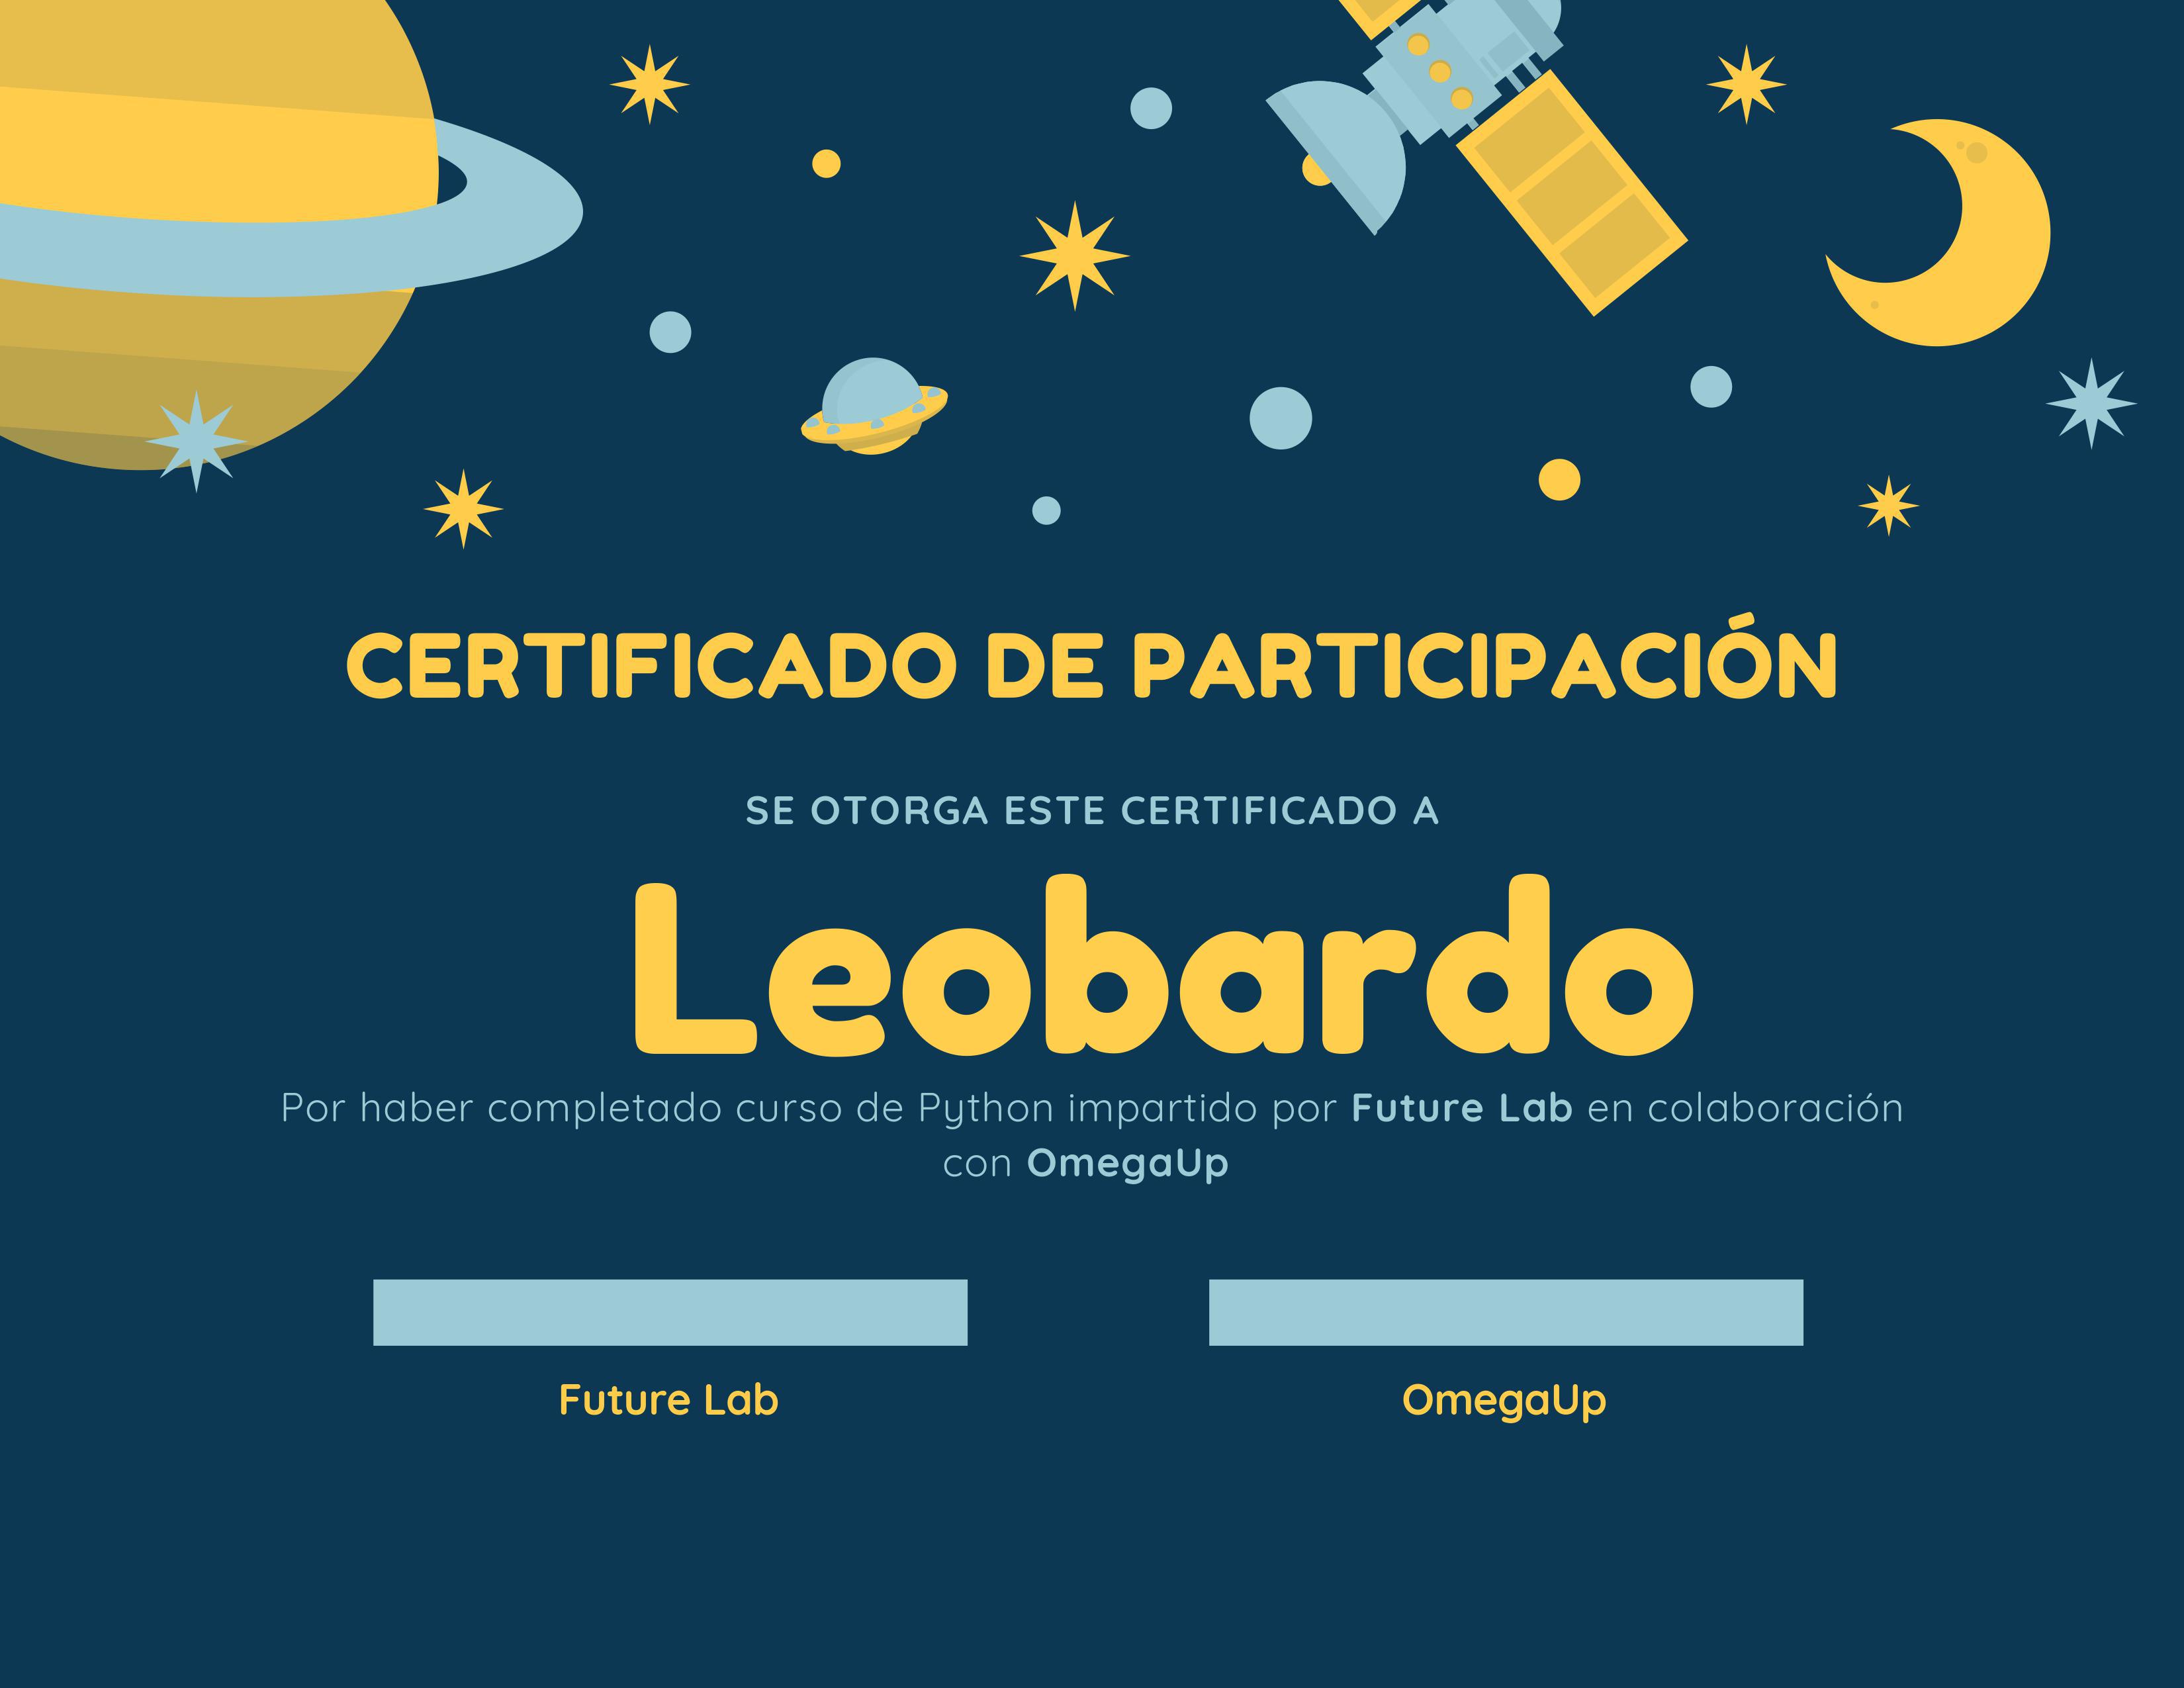 CERTIFICADO DE PARTICIPACIÓN
SE OTORGA ESTE CERTIFICADO A
Leobardo
Por haber completado curso de Python impartido por Future Lab en colaboración
con OmegaUp
Future Lab
OmegaUp